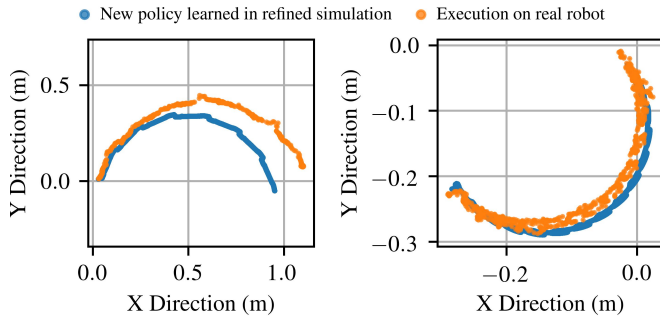 New policy learned in refined simulation
Execution on real robot
Y Direction (m)
0.5
0.0
0.0
0.5
1.0
X Direction (m)
Y Direction (m)
0.0
−0.1
−0.2
−0.3
−0.2
0.0
X Direction (m)